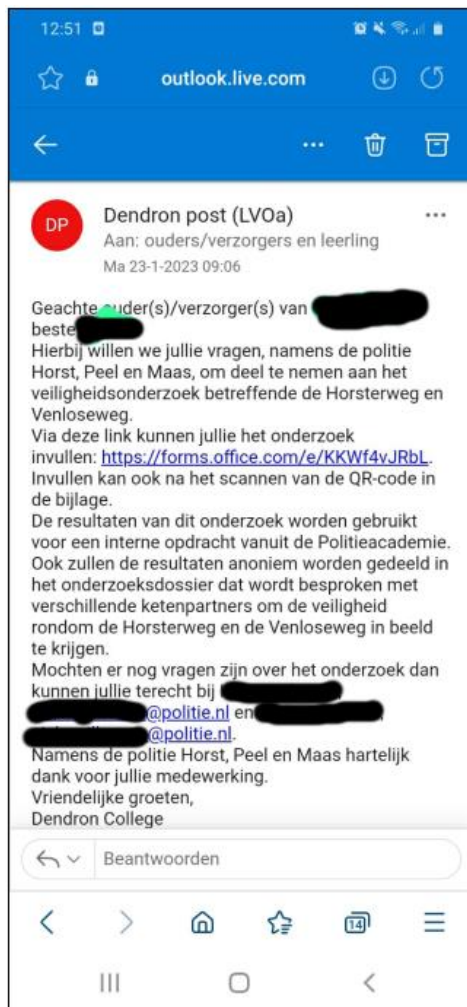 12:51
outlook.live.com
DP
Dendron post (LVOa)
Aan: ouders/verzorgers en leerling
Ma 23-1-2023 09:06
Geachte ouder(s)/verzorger(s) van
beste
Hierbij willen we jullie vragen, namens de politie
Horst, Peel en Maas, om deel te nemen aan het
veiligheidsonderzoek betreffende de Horsterweg en
Venloseweg.
Via deze link kunnen jullie het onderzoek
invullen: https://forms.office.com/e/KKWf4vJRbL.
Invullen kan ook na het scannen van de QR-code in
de bijlage.
De resultaten van dit onderzoek worden gebruikt
voor een interne opdracht vanuit de Politieacademie.
Ook zullen de resultaten anoniem worden gedeeld in
het onderzoeksdossier dat wordt besproken met
verschillende ketenpartners om de veiligheid
rondom de Horsterweg en de Venloseweg in beeld
te krijgen.
Mochten er nog vragen zijn over het onderzoek dan
kunnen jullie terecht bij
@politie.nl en
@politie.nl.
Namens de politie Horst, Peel en Maas hartelijk
dank voor jullie medewerking.
Vriendelijke groeten,
Dendron College
Beantwoorden
14